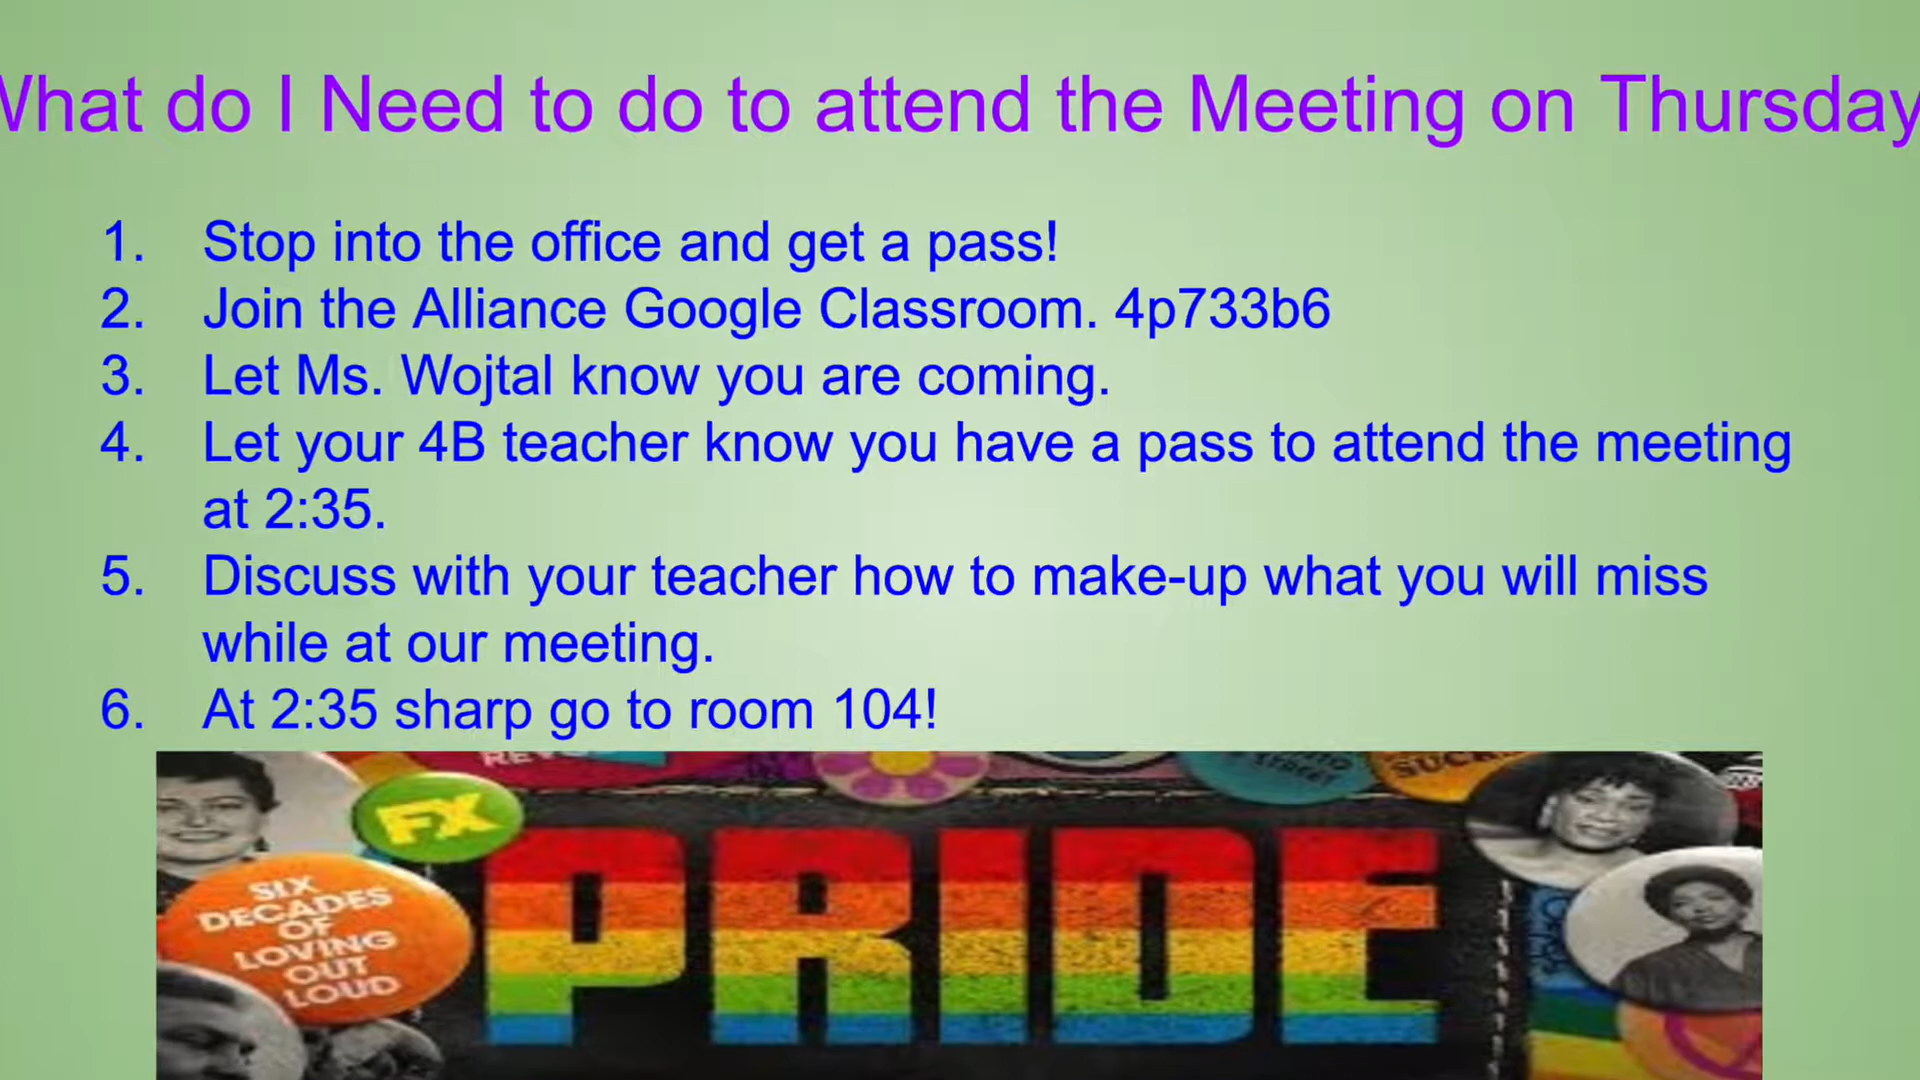 What do I Need to do to attend the Meeting on Thursday
1. Stop into the office and get a pass!
2. Join the Alliance Google Classroom. 4p733b6
3. Let Ms. Wojtal know you are coming.
4. Let your 4B teacher know you have a pass to attend the meeting
at 2:35.
5. Discuss with your teacher how to make-up what you will miss
while at our meeting.
6. At 2:35 sharp go to room 104!
STREET
FX
PRIDE
SIX
DECADES
OF
LOVING
OUT
LOUD